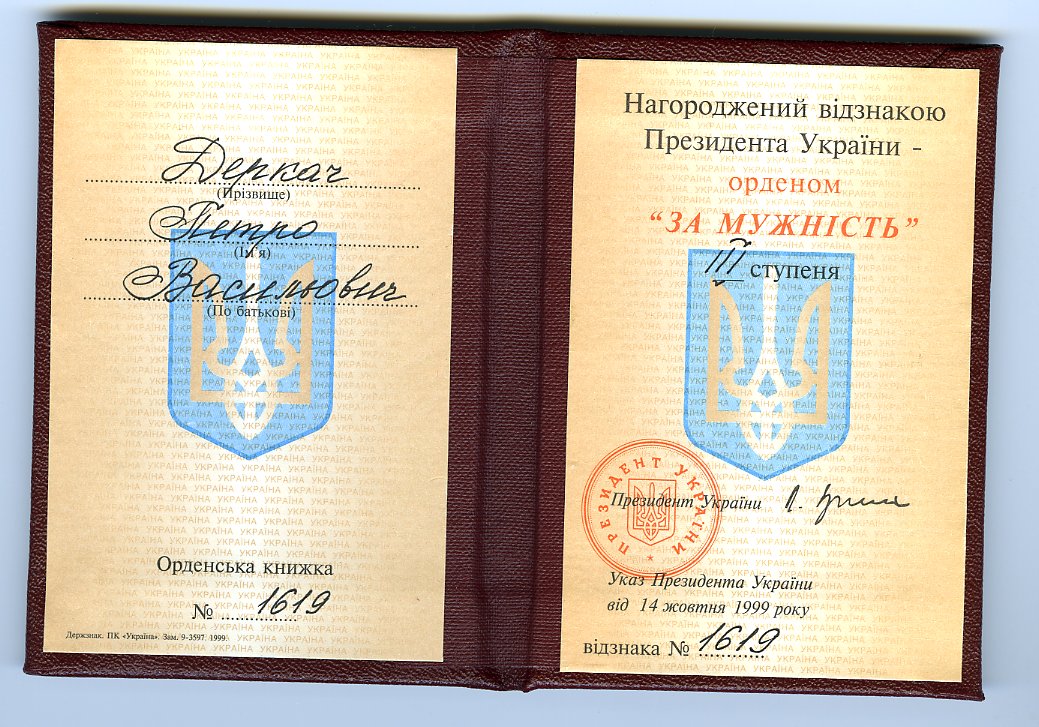 Деркач
(Прізвище)
Петро
(Ім'я)
Васильович
(По батькові)
Орденська книжка
№ 1619
Держзнак. ПК «Україна». Зам. 9-3597. 1999.
Нагороджений відзнакою
Президента України -
орденом
“ЗА МУЖНІСТЬ”
III ступеня
ПРЕЗИДЕНТ УКРАЇНИ
Президент України
Указ Президента України
від 14 жовтня 1999 року
відзнака № 1619